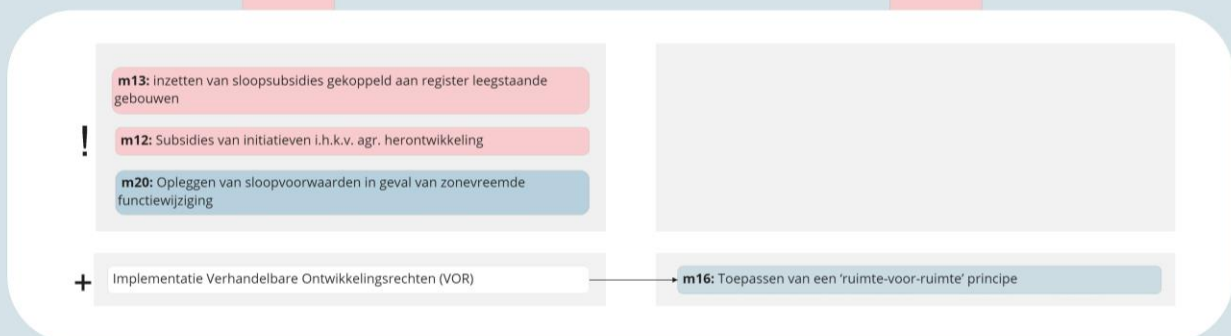 m13: inzetten van sloopsubsidies gekoppeld aan register leegstaande
gebouwen
!
m12: Subsidies van initiatieven i.h.k.v. agr. herontwikkeling
m20: Opleggen van sloopvoorwaarden in geval van zonevreemde
functiewijziging
+
Implementatie Verhandelbare Ontwikkelingsrechten (VOR)
m16: Toepassen van een ‘ruimte-voor-ruimte’ principe